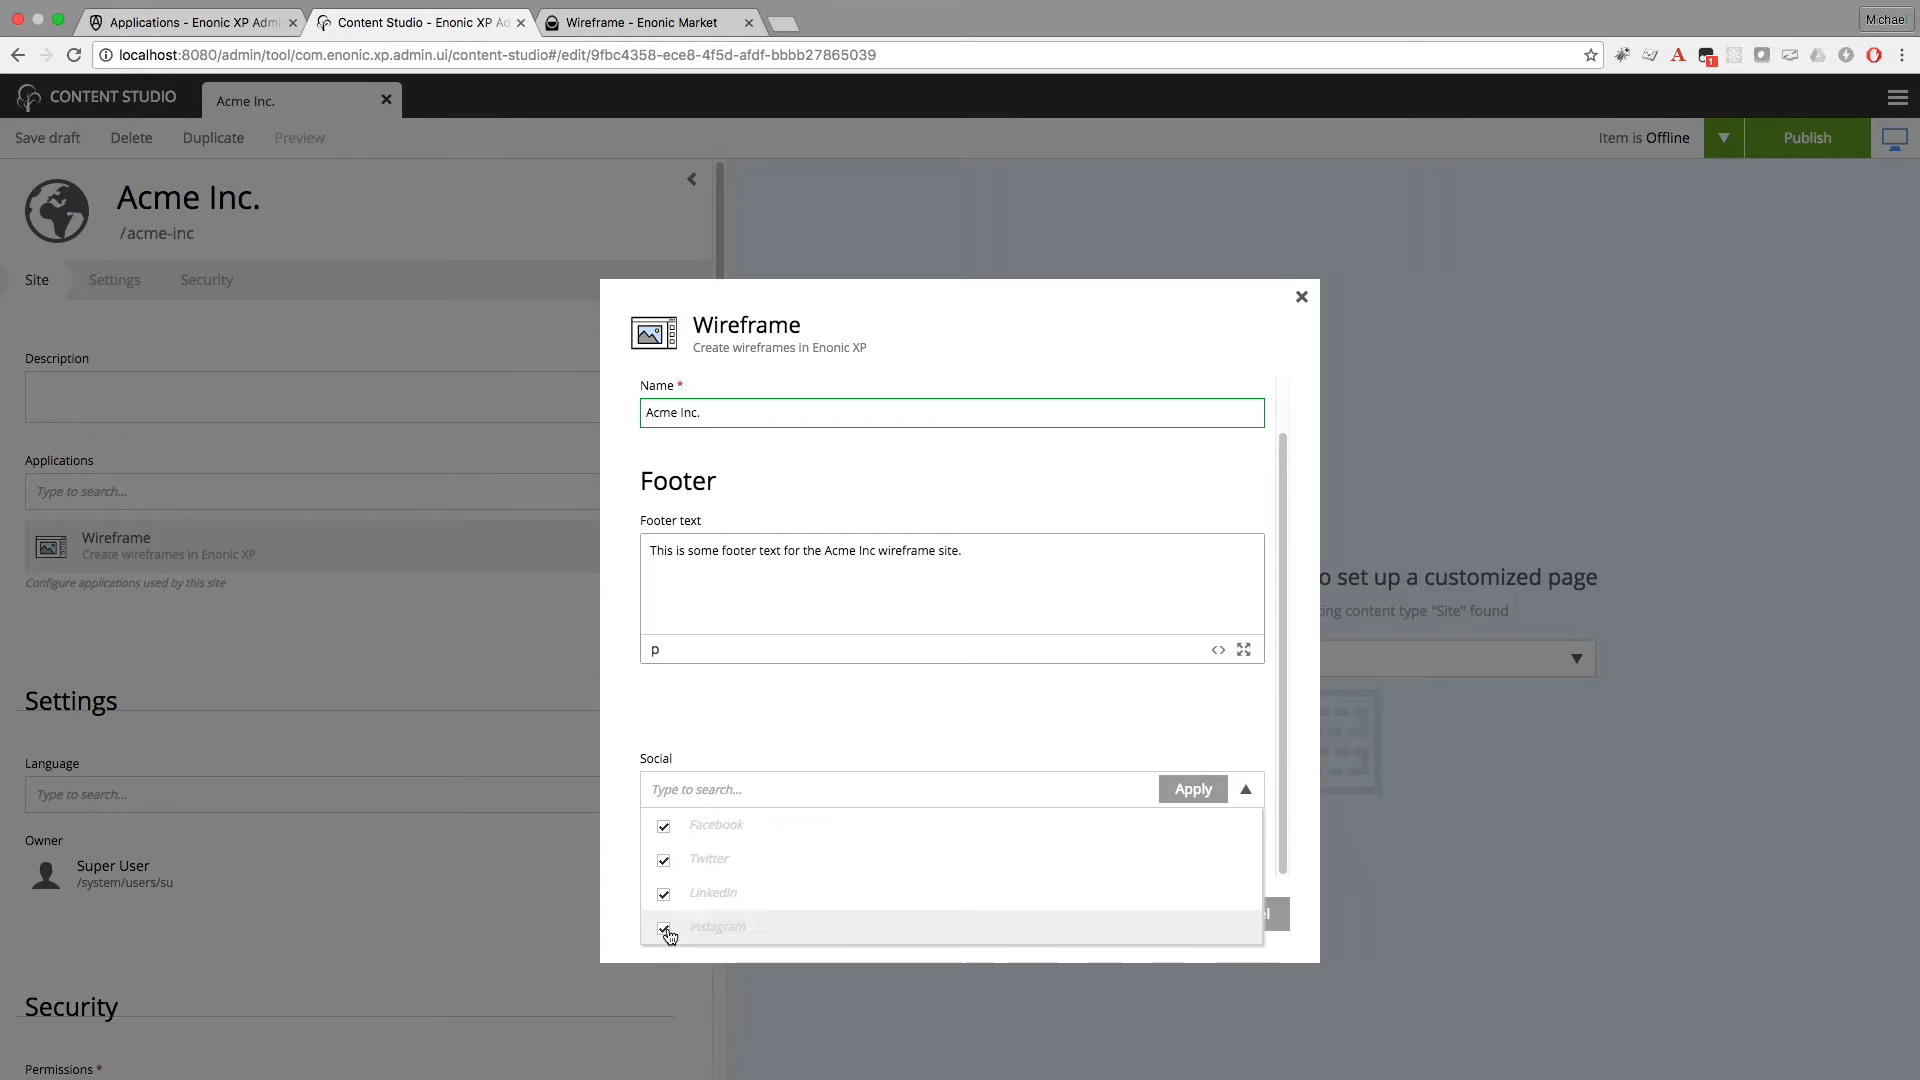 Applications - Enonic XP Admi
Content Studio - Enonic XP Ad
Wireframe - Enonic Market
Michael
localhost:8080/admin/tool/com.enonic.xp.admin.ui/content-studio#/edit/9fbc4358-ece8-4f5d-afdf-bbbb27865039
A
1
CONTENT STUDIO
Acme Inc.
Save draft
Delete
Duplicate
Preview
Item is Offline
Publish
Acme Inc.
/acme-inc
Site
Settings
Security
Description
Applications
Type to search...
Wireframe
Create wireframes in Enonic XP
Configure applications used by this site
Settings
Language
Type to search...
Owner
Super User
/system/users/su
Security
Permissions *
Wireframe
Create wireframes in Enonic XP
Name *
Acme Inc.
Footer
Footer text
This is some footer text for the Acme Inc wireframe site.
p
Social
Type to search...
Apply
Facebook
Twitter
LinkedIn
Instagram
o set up a customized page
ing content type "Site" found